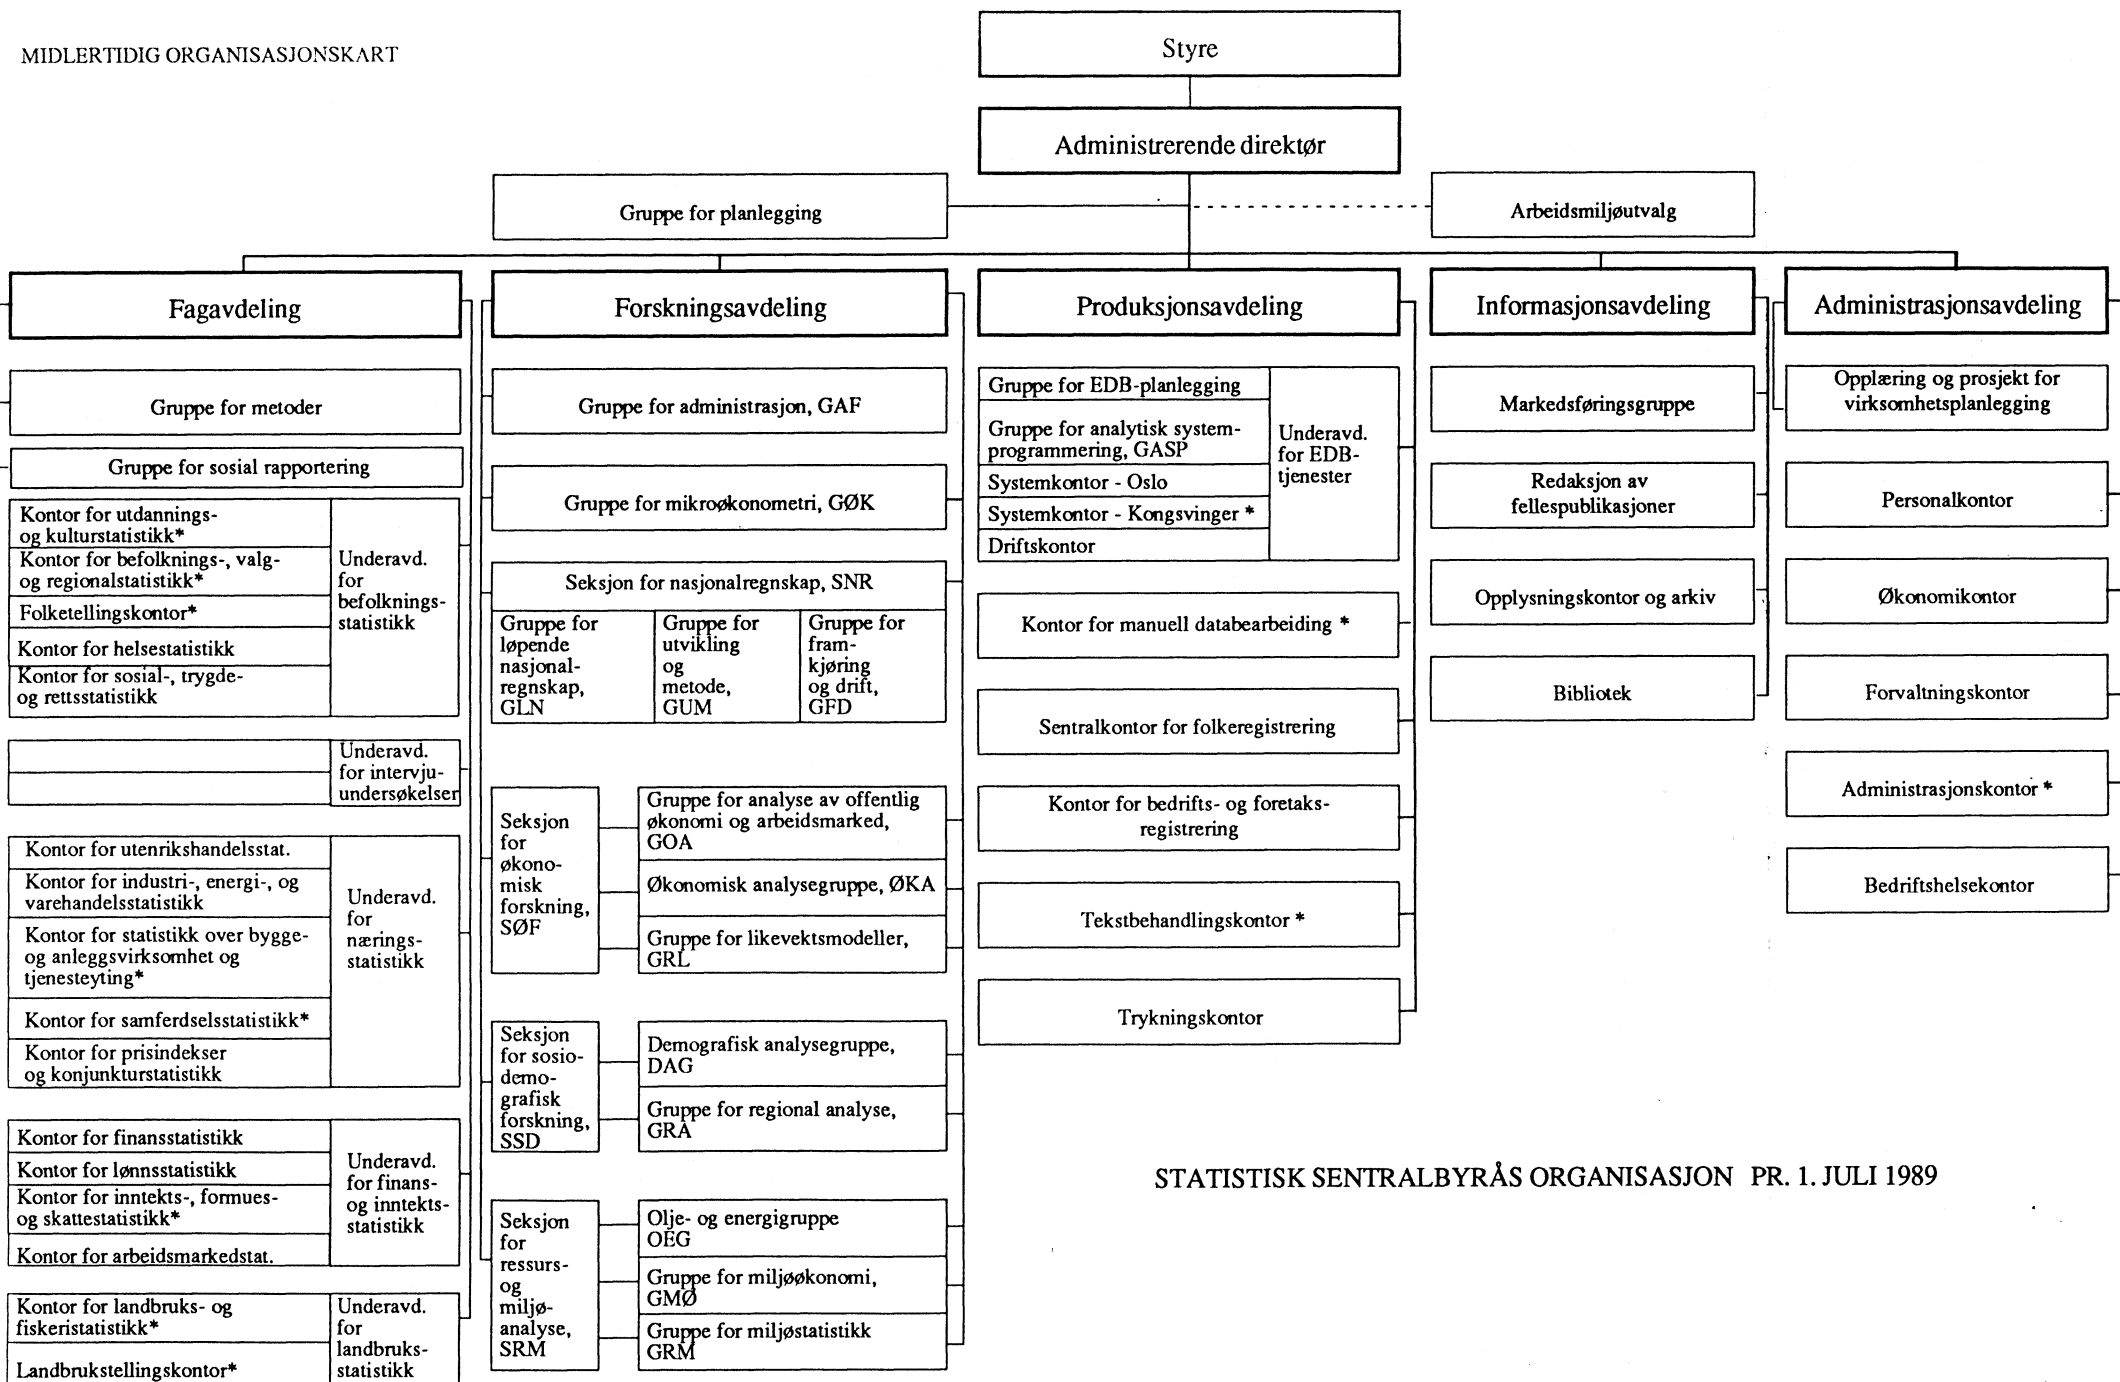 MIDLERTIDIG ORGANISASJONSKART
Styre
Administrerende direktør
Gruppe for planlegging
Arbeidsmiljøutvalg
Fagavdeling
Gruppe for metoder
Gruppe for sosial rapportering
Kontor for utdannings-
og kulturstatistikk*
Kontor for befolknings-, valg-
og regionalstatistikk*
Folketellingskontor*
Kontor for helsestatistikk
Kontor for sosial-, trygde-
og rettsstatistikk
Underavd.
for
befolknings-
statistikk
Underavd.
for intervju-
undersøkelser
Kontor for utenrikshandelsstat.
Kontor for industri-, energi-, og
varehandelsstatistikk
Kontor for statistikk over bygge-
og anleggsvirksomhet og
tjenesteyting*
Kontor for samferdselsstatistikk*
Kontor for prisindekser
og konjunkturstatistikk
Underavd.
for
nærings-
statistikk
Kontor for finansstatistikk
Kontor for lønnsstatistikk
Kontor for inntekts-, formues-
og skattestatistikk*
Kontor for arbeidsmarkedstat.
Underavd.
for finans-
og inntekts-
statistikk
Kontor for landbruks- og
fiskeristatistikk*
Landbrukstellingskontor*
Underavd.
for
landbruks-
statistikk
Forskningsavdeling
Gruppe for administrasjon, GAF
Gruppe for mikroøkonometri, GØK
Seksjon for nasjonalregnskap, SNR
Gruppe for
løpende
nasjonal-
regnskap,
GLN
Gruppe for
utvikling
og
metode,
GUM
Gruppe for
fram-
kjøring
og drift,
GFD
Seksjon
for
økono-
misk
forskning,
SØF
Gruppe for analyse av offentlig
økonomi og arbeidsmarked,
GOA
Økonomisk analysegruppe, ØKA
Gruppe for likevektsmodeller,
GRL
Seksjon
for sosio-
demo-
grafisk
forskning,
SSD
Demografisk analysegruppe,
DAG
Gruppe for regional analyse,
GRA
Seksjon
for
ressurs-
og
miljø-
analyse,
SRM
Olje- og energigruppe
OEG
Gruppe for miljøøkonomi,
GMØ
Gruppe for miljøstatistikk
GRM
Produksjonsavdeling
Gruppe for EDB-planlegging
Gruppe for analytisk system-
programmering, GASP
Systemkontor - Oslo
Systemkontor - Kongsvinger *
Driftskontor
Underavd.
for EDB-
tjenester
Kontor for manuell databearbeiding *
Sentralkontor for folkeregistrering
Kontor for bedrifts- og foretaks-
registrering
Tekstbehandlingskontor *
Trykningskontor
Informasjonsavdeling
Markedsføringsgruppe
Redaksjon av
fellespublikasjoner
Opplysningskontor og arkiv
Bibliotek
Administrasjonsavdeling
Opplæring og prosjekt for
virksomhetsplanlegging
Personalkontor
Økonomikontor
Forvaltningskontor
Administrasjonskontor *
Bedriftshelsekontor
STATISTISK SENTRALBYRÅS ORGANISASJON PR. 1. JULI 1989